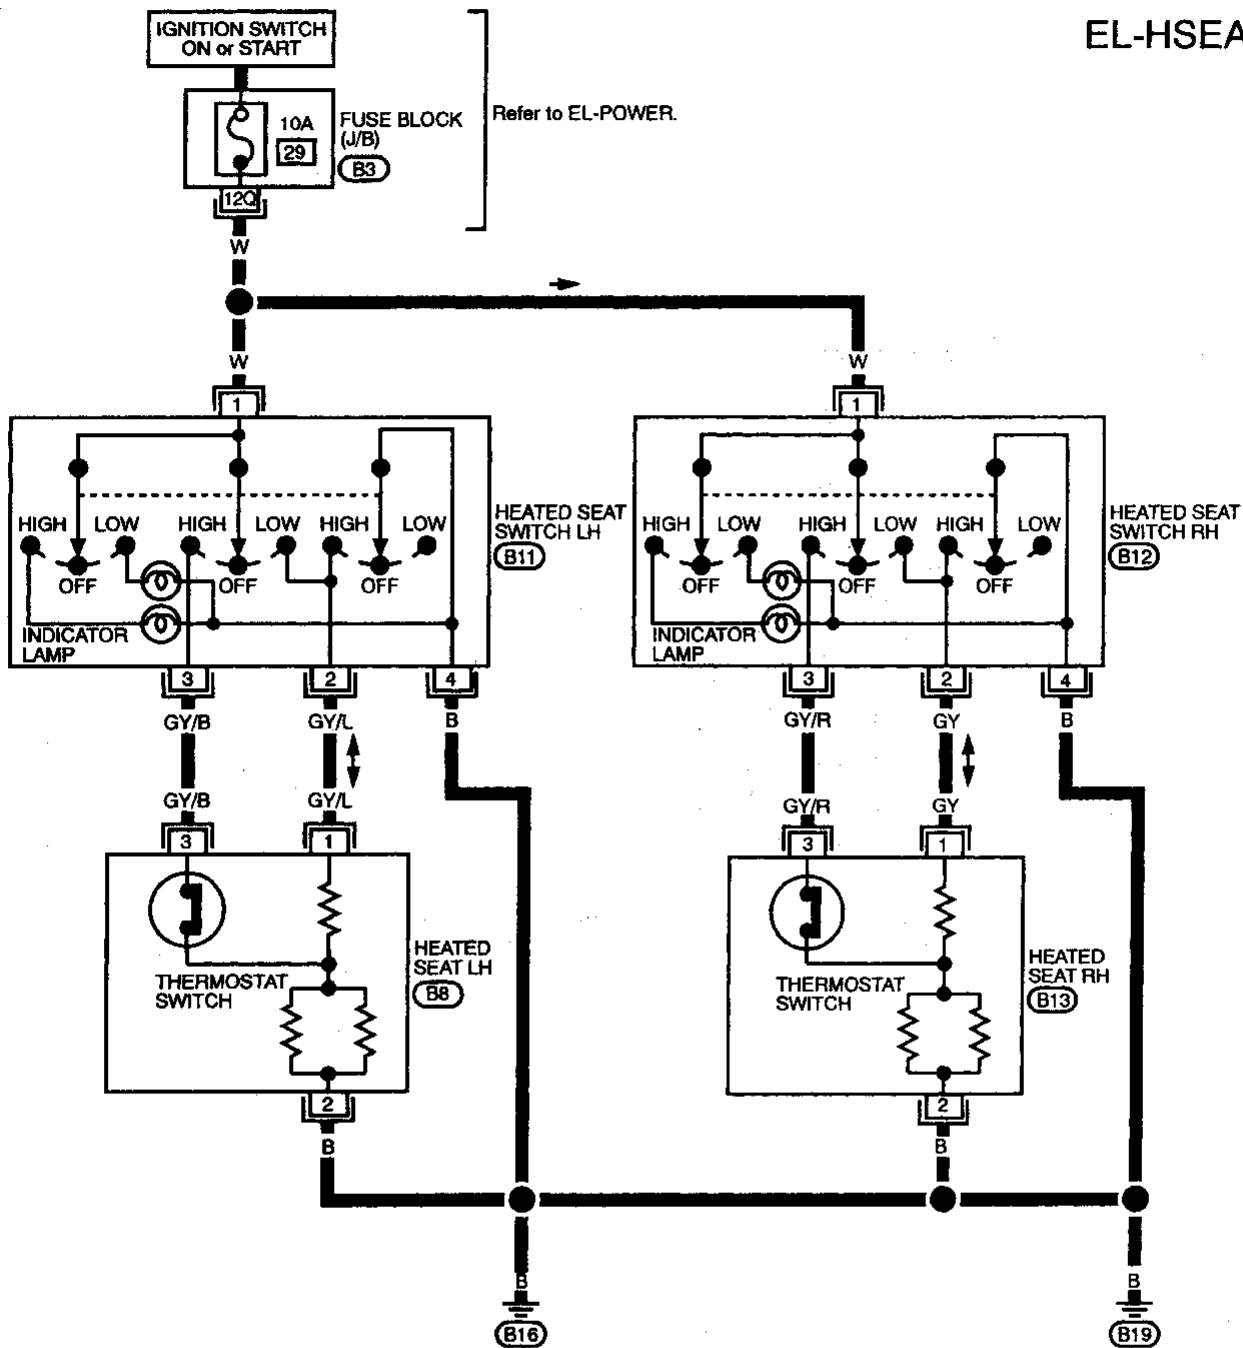 EL-HSEA
IGNITION SWITCH
ON or START
10A
29
FUSE BLOCK
(J/B)
B3
Refer to EL-POWER.
12Q
W
W
W
1
1
HIGH LOW HIGH LOW HIGH LOW
OFF OFF OFF
INDICATOR
LAMP
HEATED SEAT
SWITCH LH
B11
HIGH LOW HIGH LOW HIGH LOW
OFF OFF OFF
INDICATOR
LAMP
HEATED SEAT
SWITCH RH
B12
3 2 4
GY/B GY/L B
GY/B GY/L
3 1
3 2 4
GY/R GY B
GY/R GY
3 1
THERMOSTAT
SWITCH
HEATED
SEAT LH
B8
2
B
THERMOSTAT
SWITCH
HEATED
SEAT RH
B13
2
B
B
B16
B
B19